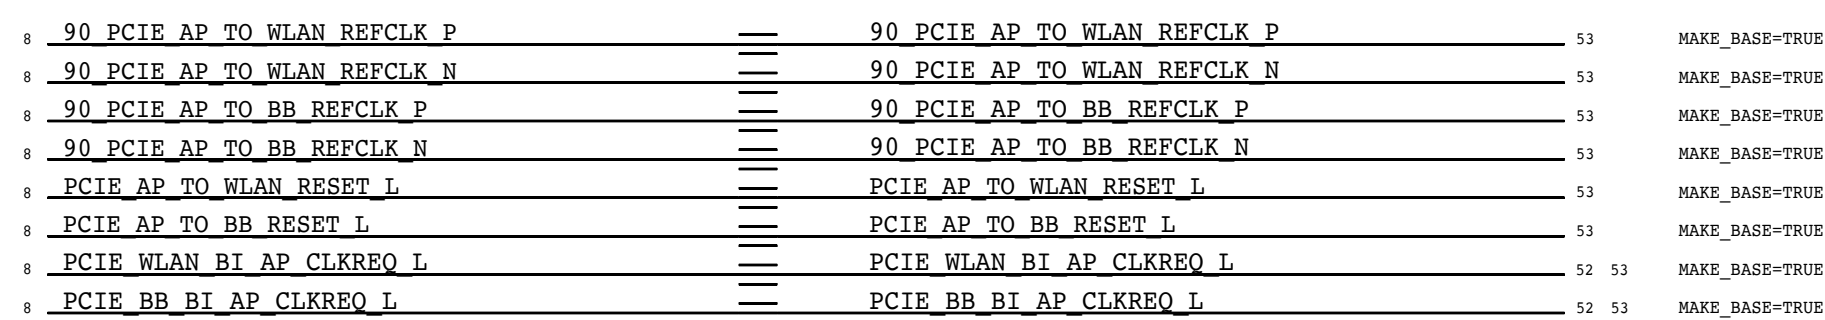 8 90_PCIE_AP_TO_WLAN_REFCLK_P 90_PCIE_AP_TO_WLAN_REFCLK_P 53 MAKE_BASE=TRUE
8 90_PCIE_AP_TO_WLAN_REFCLK_N 90_PCIE_AP_TO_WLAN_REFCLK_N 53 MAKE_BASE=TRUE
8 90_PCIE_AP_TO_BB_REFCLK_P 90_PCIE_AP_TO_BB_REFCLK_P 53 MAKE_BASE=TRUE
8 90_PCIE_AP_TO_BB_REFCLK_N 90_PCIE_AP_TO_BB_REFCLK_N 53 MAKE_BASE=TRUE
8 PCIE_AP_TO_WLAN_RESET_L PCIE_AP_TO_WLAN_RESET_L 53 MAKE_BASE=TRUE
8 PCIE_AP_TO_BB_RESET_L PCIE_AP_TO_BB_RESET_L 53 MAKE_BASE=TRUE
8 PCIE_WLAN_BI_AP_CLKREQ_L PCIE_WLAN_BI_AP_CLKREQ_L 52 53 MAKE_BASE=TRUE
8 PCIE_BB_BI_AP_CLKREQ_L PCIE_BB_BI_AP_CLKREQ_L 52 53 MAKE_BASE=TRUE